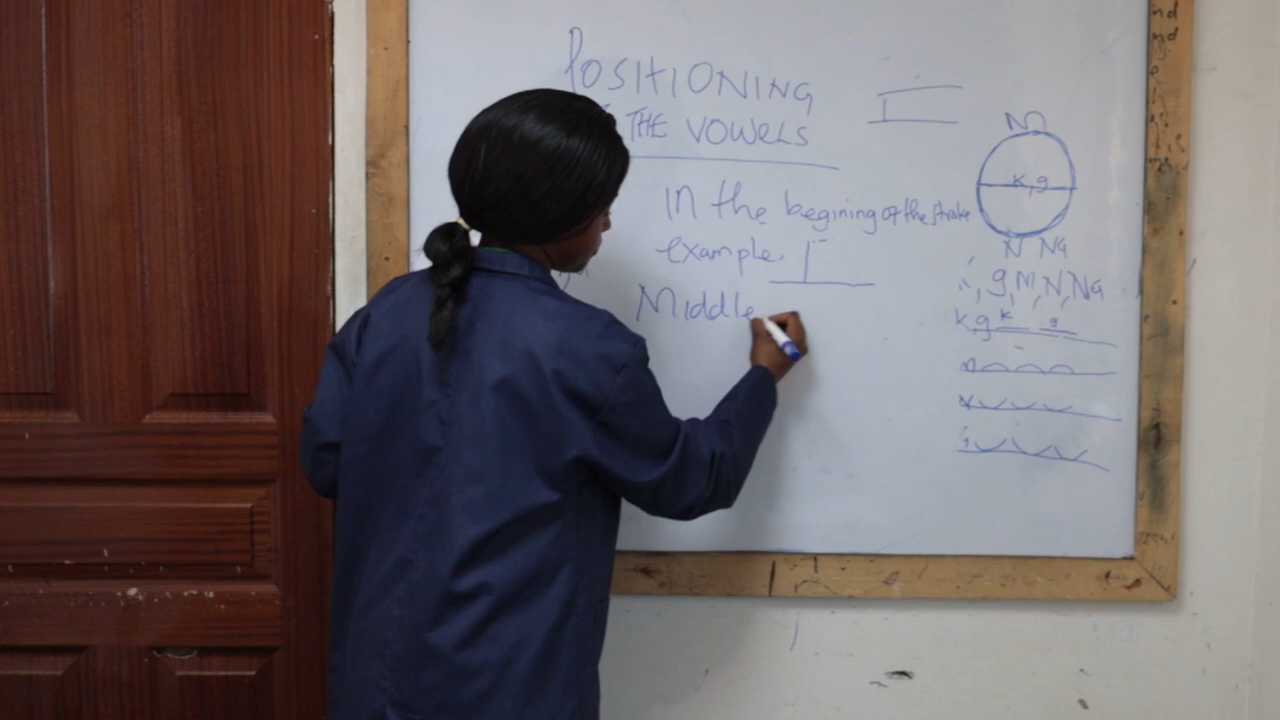 POSITIONING
THE VOWELS
In the begining of the stroke
example.
Middle
M
K, g
N NG
g, M, N, NG
K, g K g